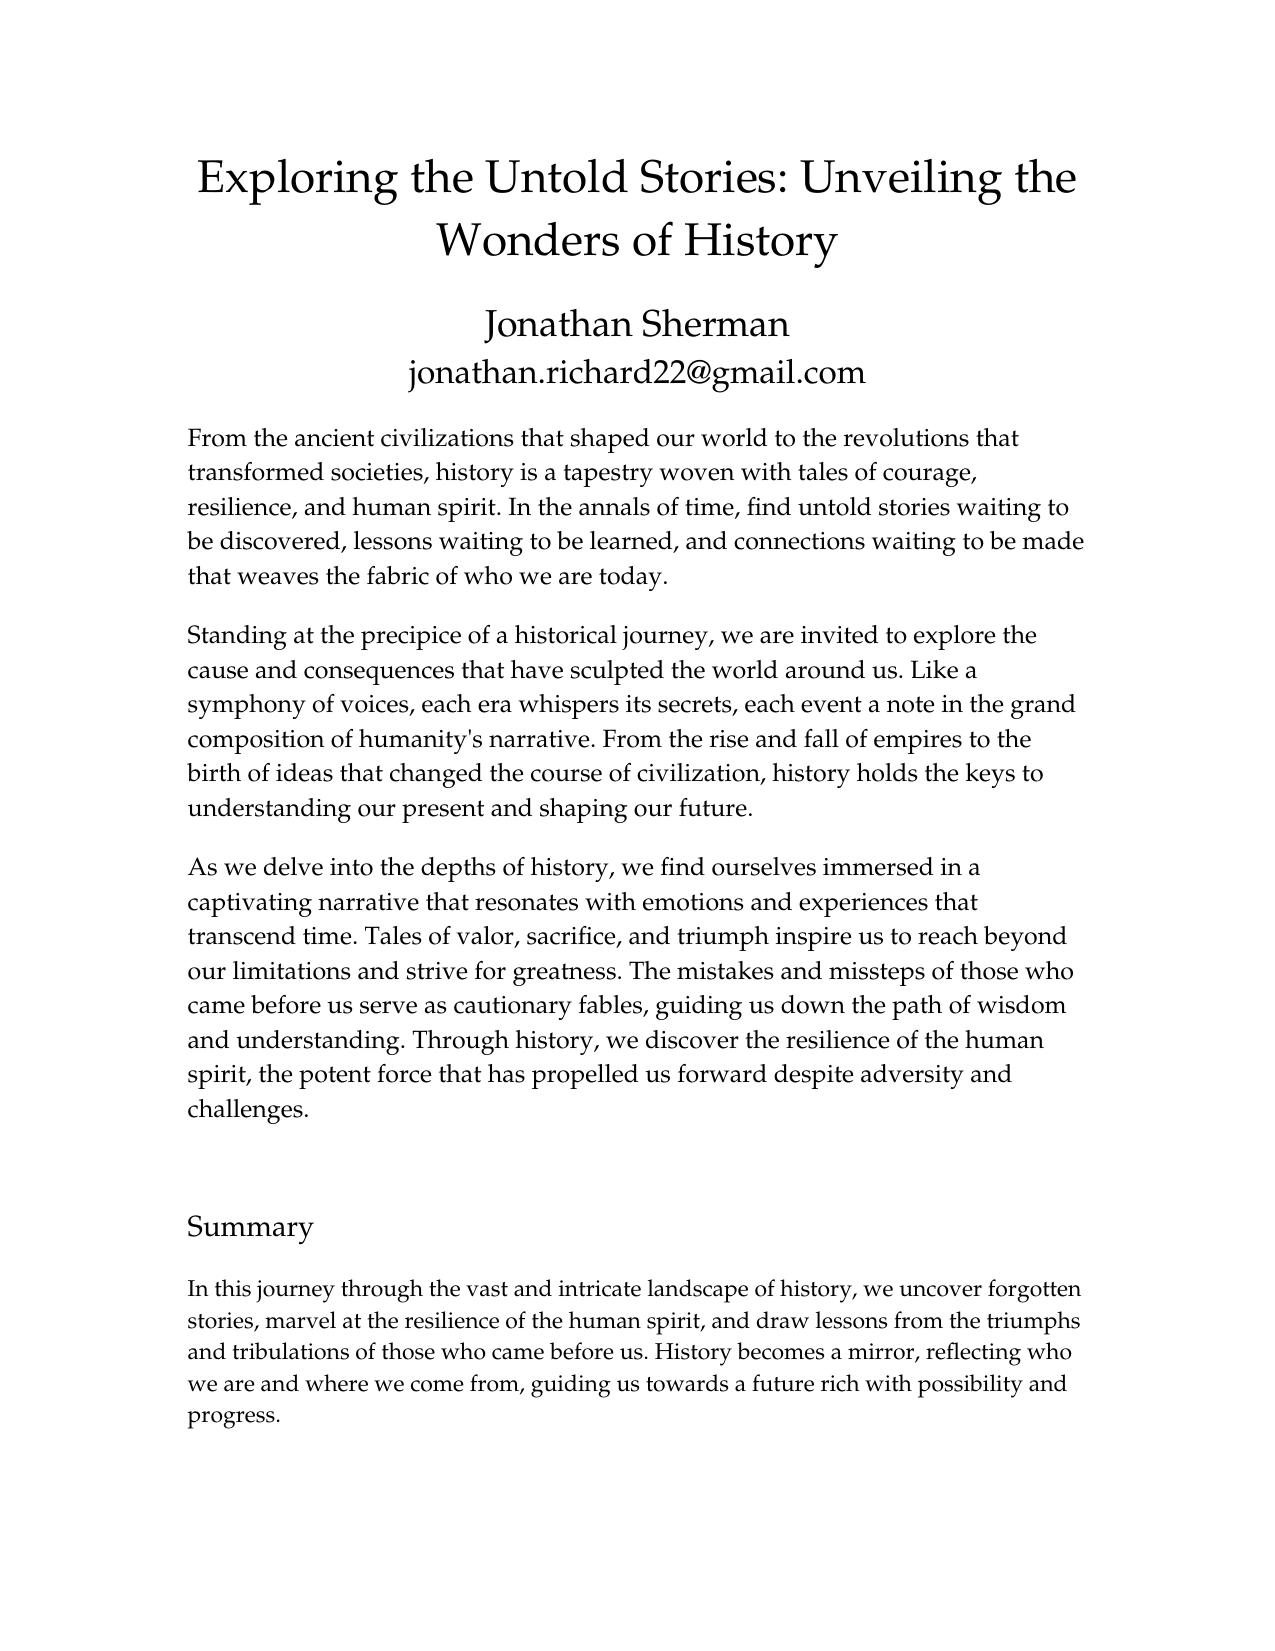 Exploring the Untold Stories: Unveiling the
Wonders of History
Jonathan Sherman
jonathan.richard22@gmail.com
From the ancient civilizations that shaped our world to the revolutions that
transformed societies, history is a tapestry woven with tales of courage,
resilience, and human spirit. In the annals of time, find untold stories waiting to
be discovered, lessons waiting to be learned, and connections waiting to be made
that weaves the fabric of who we are today.
Standing at the precipice of a historical journey, we are invited to explore the
cause and consequences that have sculpted the world around us. Like a
symphony of voices, each era whispers its secrets, each event a note in the grand
composition of humanity's narrative. From the rise and fall of empires to the
birth of ideas that changed the course of civilization, history holds the keys to
understanding our present and shaping our future.
As we delve into the depths of history, we find ourselves immersed in a
captivating narrative that resonates with emotions and experiences that
transcend time. Tales of valor, sacrifice, and triumph inspire us to reach beyond
our limitations and strive for greatness. The mistakes and missteps of those who
came before us serve as cautionary fables, guiding us down the path of wisdom
and understanding. Through history, we discover the resilience of the human
spirit, the potent force that has propelled us forward despite adversity and
challenges.
Summary
In this journey through the vast and intricate landscape of history, we uncover forgotten
stories, marvel at the resilience of the human spirit, and draw lessons from the triumphs
and tribulations of those who came before us. History becomes a mirror, reflecting who
we are and where we come from, guiding us towards a future rich with possibility and
progress.